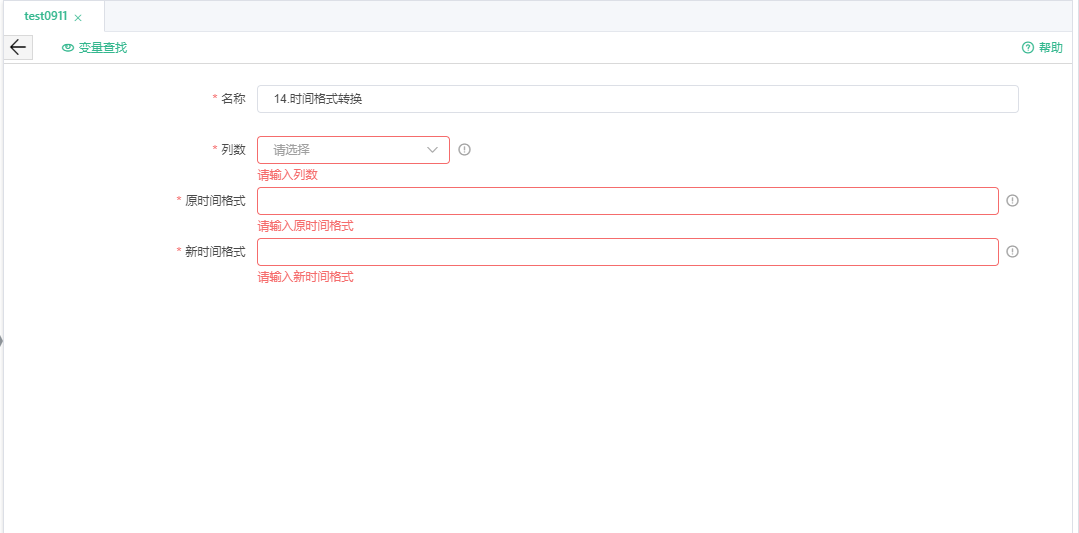 test0911 ×
变量查找 帮助
* 名称 14.时间格式转换
* 列数 请选择
请输入列数
* 原时间格式
请输入原时间格式
* 新时间格式
请输入新时间格式